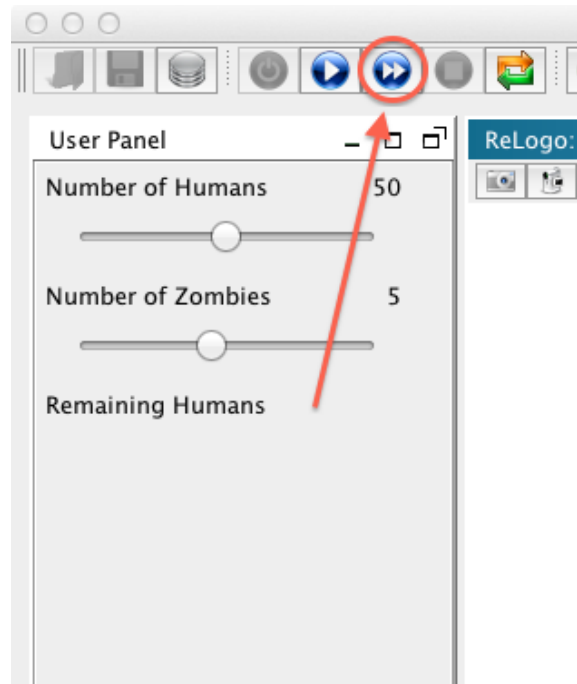 User Panel
ReLogo:
Number of Humans 50
Number of Zombies 5
Remaining Humans